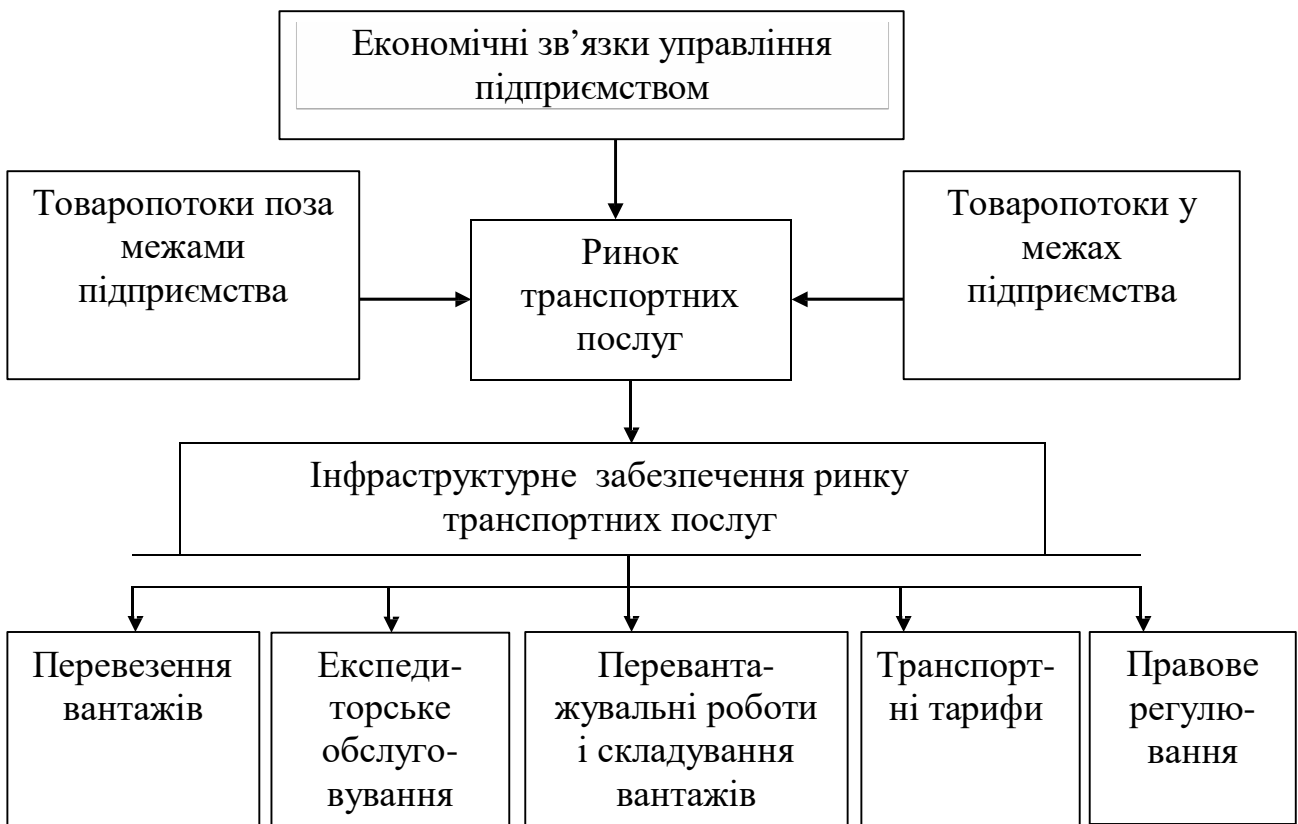 Економічні зв’язки управління
підприємством
Товаропотоки поза
межами
підприємства
Ринок
транспортних
послуг
Товаропотоки у
межах
підприємства
Інфраструктурне забезпечення ринку
транспортних послуг
Перевезення
вантажів
Експеди-
торське
обслуго-
вування
Перевanta-
жувальні роботи
і складування
вантажів
Транспорт-
ні тарифи
Правове
регулю-
вання